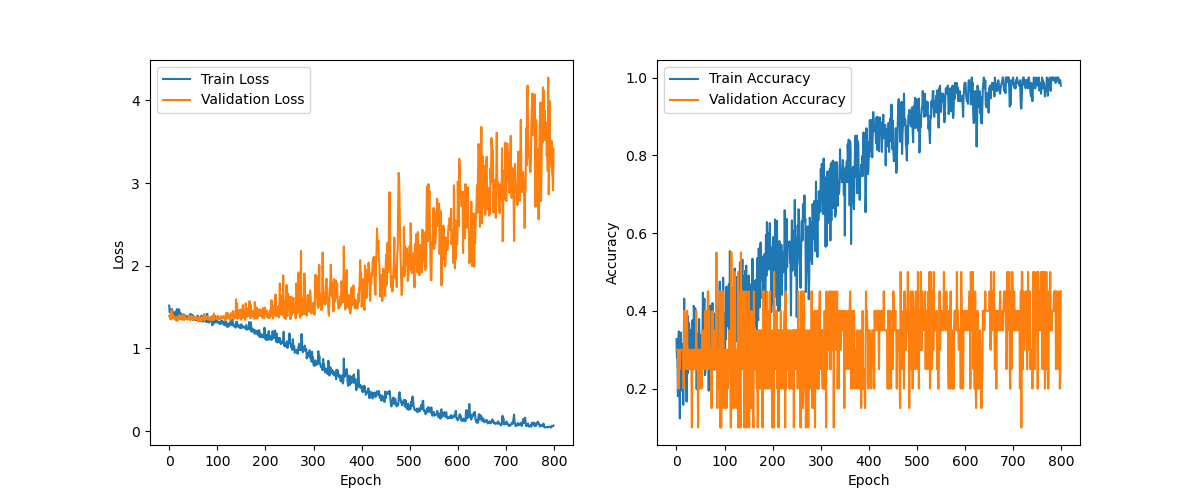 Train Loss
Validation Loss
4
3
2
1
0
Loss
0 100 200 300 400 500 600 700 800
Epoch
Train Accuracy
Validation Accuracy
1.0
0.8
0.6
0.4
0.2
Accuracy
0 100 200 300 400 500 600 700 800
Epoch